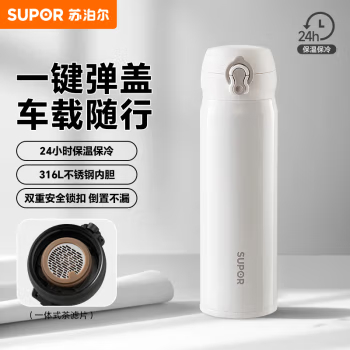 SUPOR 苏泊尔
24h
保温保冷
一键弹盖
车载随行
24小时保温保冷
316L不锈钢内胆
双重安全锁扣 倒置不漏
SUPOR
（一体式茶滤片）